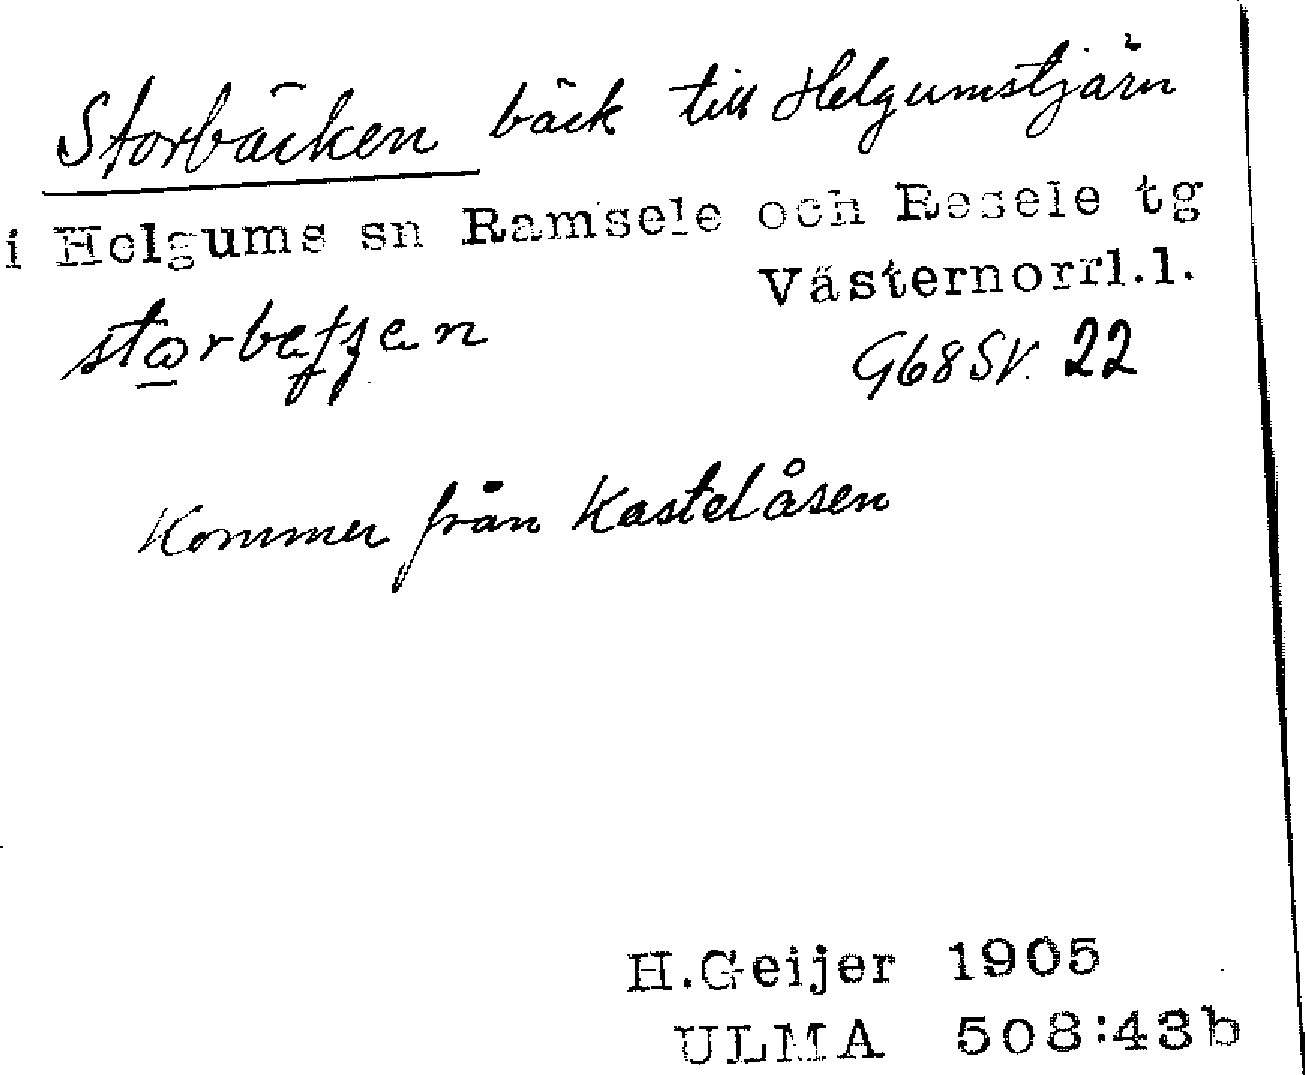 Storbäcken bäck till Helgumstjärn
i Helgums sn Ramsele och Resele tg
Västernorrl.l.
G68SV. 22
Kommer från Kastelåsen
H.Geijer 1905
ULMA 508:43b